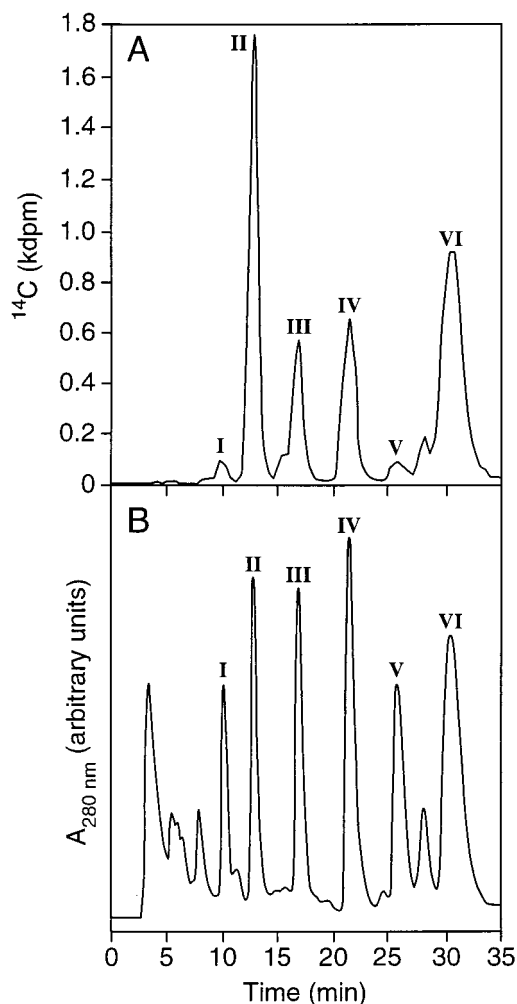 A
¹⁴C (kdpm)
1.8
1.6
1.4
1.2
1.0
0.8
0.6
0.4
0.2
0
I
II
III
IV
V
VI
B
A₂₈₀ nm (arbitrary units)
I
II
III
IV
V
VI
0 5 10 15 20 25 30 35
Time (min)